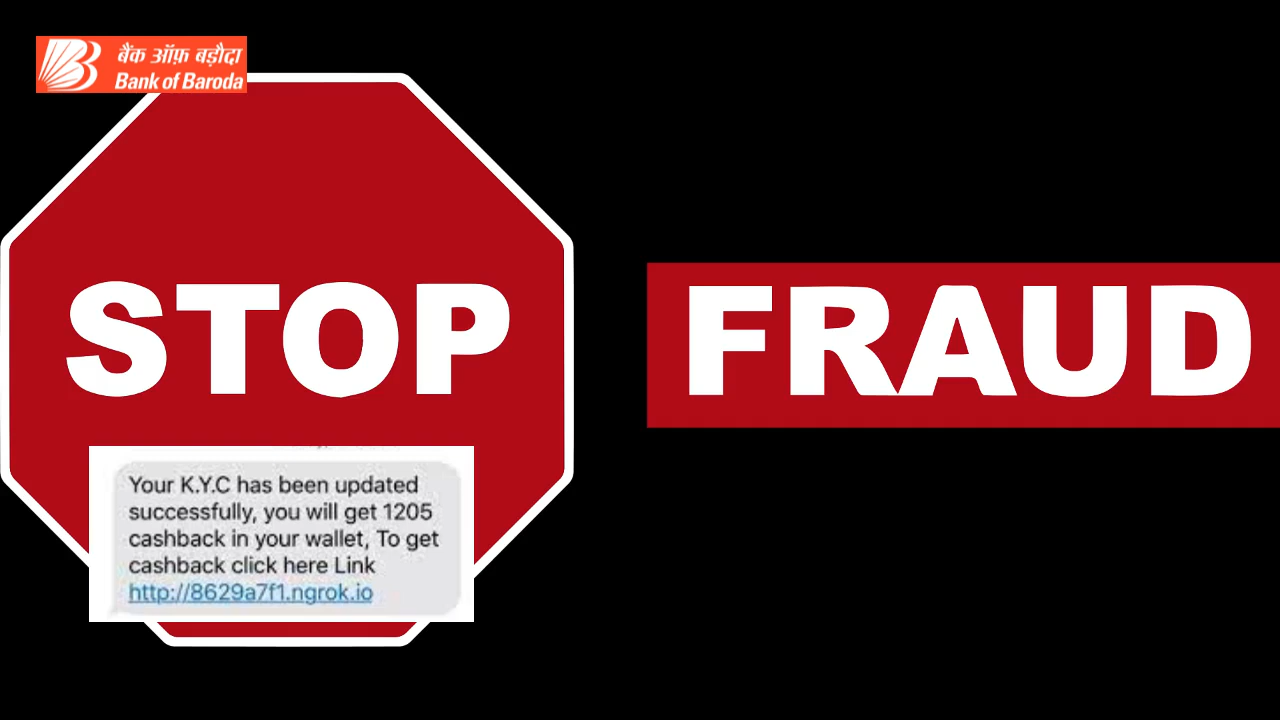 बैंक ऑफ़ बड़ौदा
Bank of Baroda
STOP
FRAUD
Your K.Y.C has been updated
successfully, you will get 1205
cashback in your wallet, To get
cashback click here Link
http://8629a7f1.ngrok.io